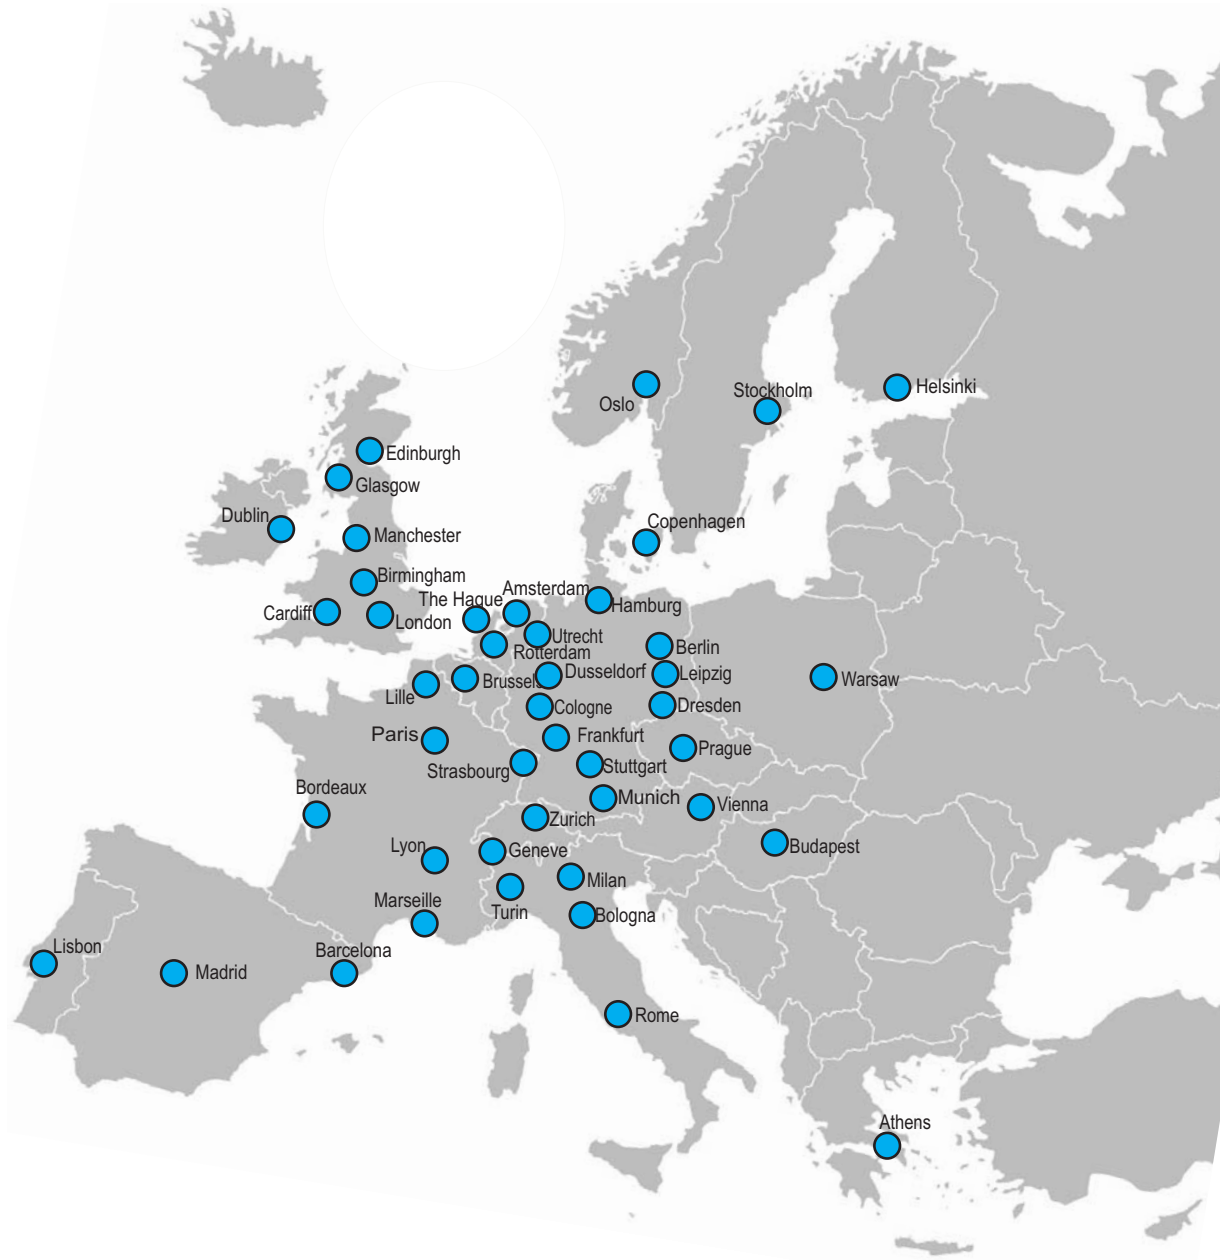 Oslo
Stockholm
Helsinki
Edinburgh
Glasgow
Dublin
Copenhagen
Manchester
Birmingham
Amsterdam
The Hague
Hamburg
Cardiff
London
Utrecht
Rotterdam
Berlin
Brussels
Dusseldorf
Leipzig
Warsaw
Lille
Cologne
Dresden
Paris
Frankfurt
Prague
Strasbourg
Stuttgart
Bordeaux
Munich
Vienna
Zurich
Lyon
Geneve
Budapest
Milan
Marseille
Turin
Bologna
Lisbon
Barcelona
Madrid
Rome
Athens